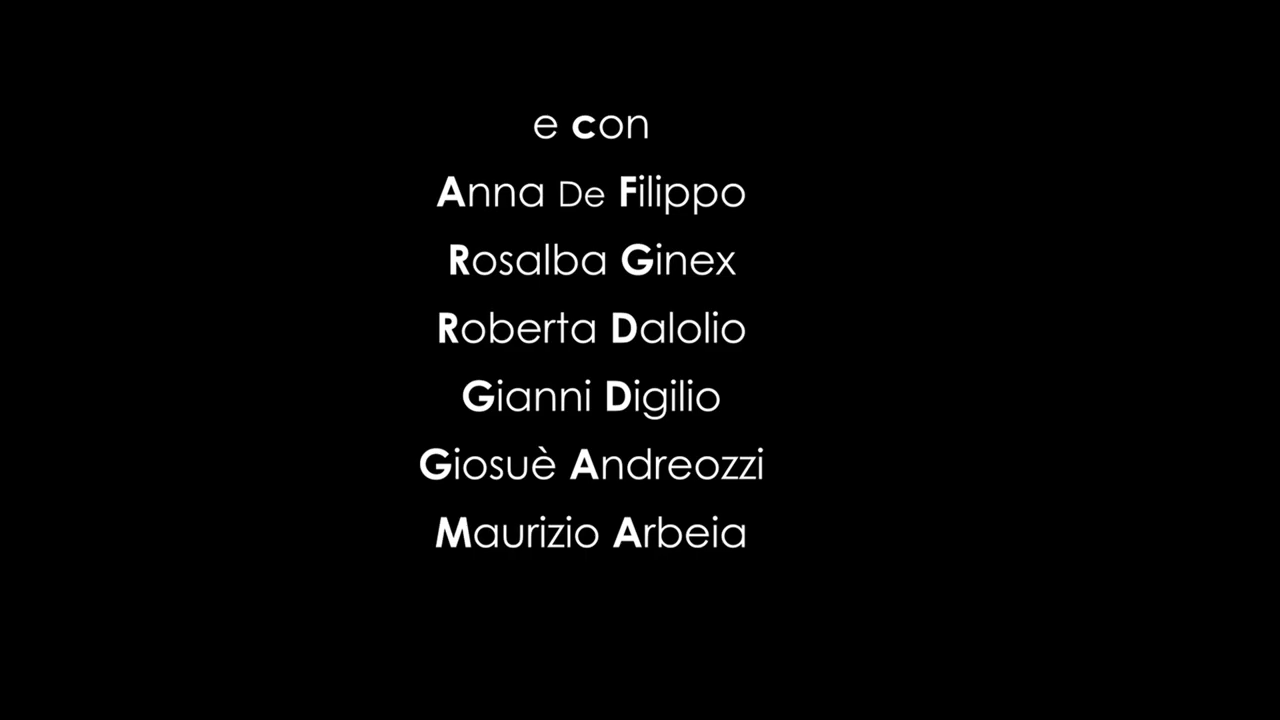 e con
Anna De Filippo
Rosalba Ginex
Roberta Dalolio
Gianni Digilio
Giosuè Andreozzi
Maurizio Arbeia